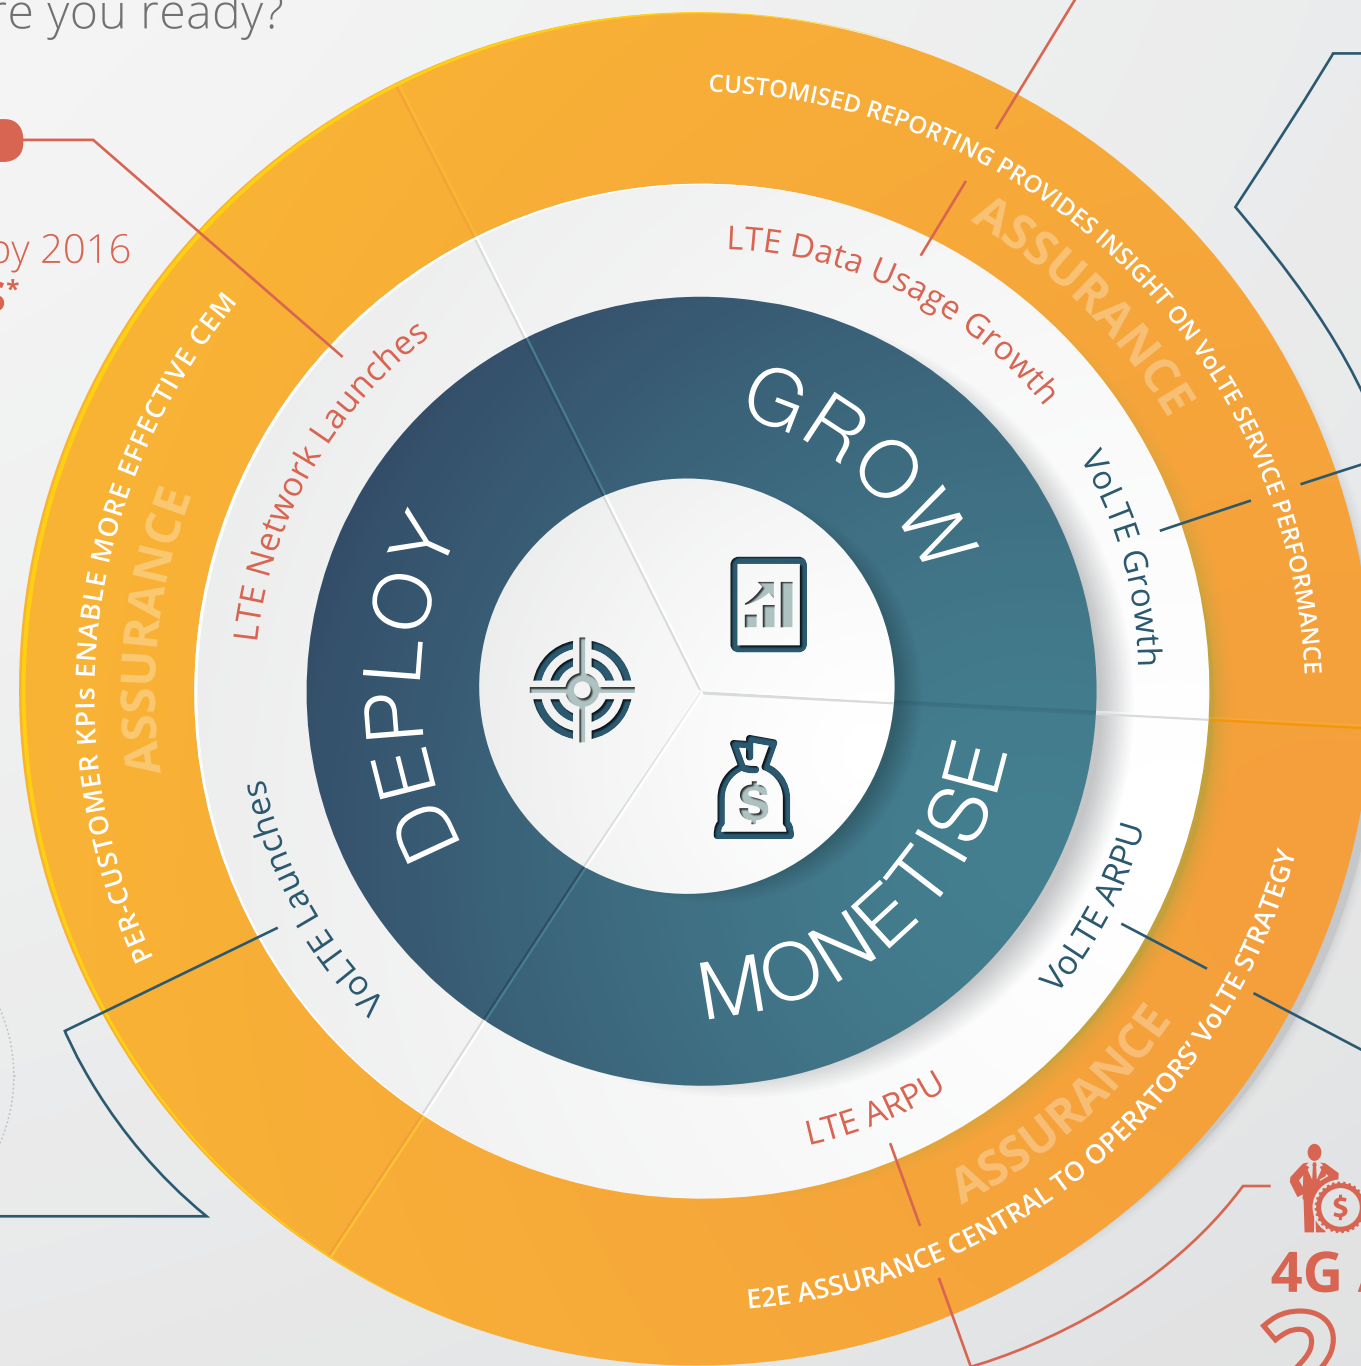 re you ready?
by 2016
*
CUSTOMISED REPORTING PROVIDES INSIGHT ON VoLTE SERVICE PERFORMANCE
ASSURANCE
LTE Data Usage Growth
VoLTE Growth
GROW
PER-CUSTOMER KPIs ENABLE MORE EFFECTIVE CEM
ASSURANCE
LTE Network Launches
VoLTE Launches
DEPLOY
$
MONETISE
VoLTE ARPU
LTE ARPU
ASSURANCE
E2E ASSURANCE CENTRAL TO OPERATORS' VoLTE STRATEGY
$
4G
2